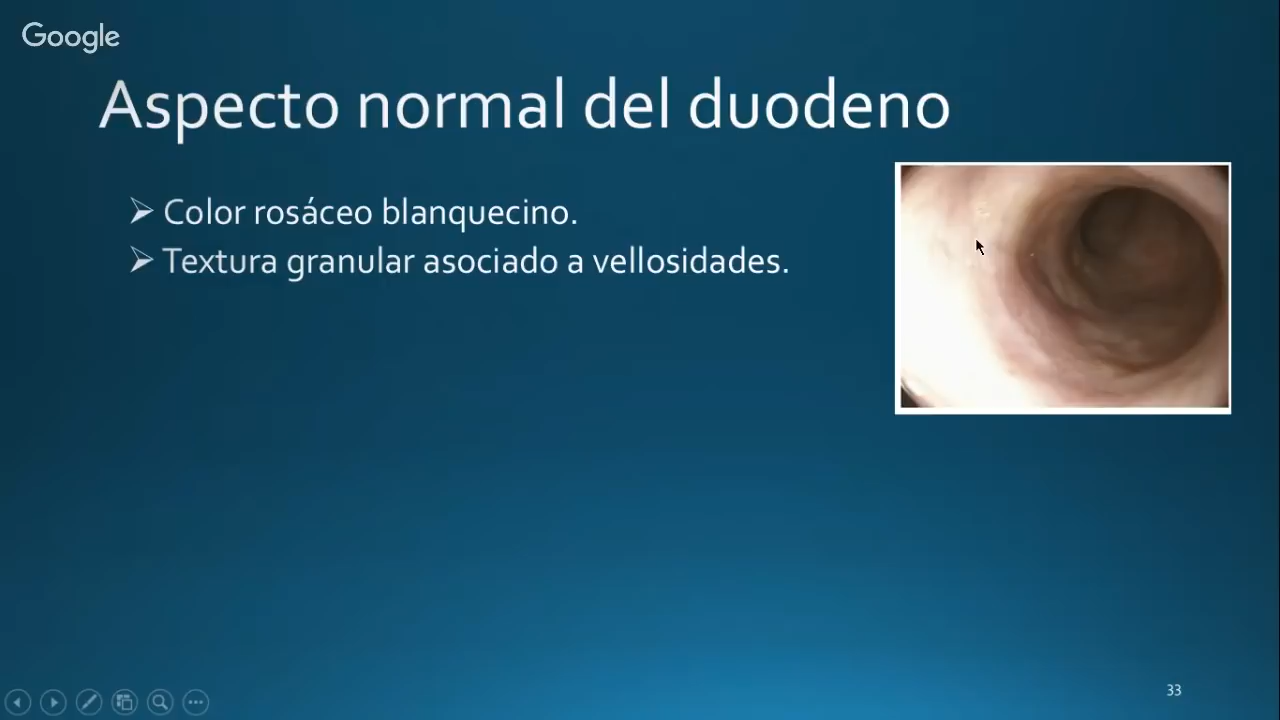 Google
Aspecto normal del duodeno
Color rosáceo blanquecino.
Textura granular asociado a vellosidades.
33